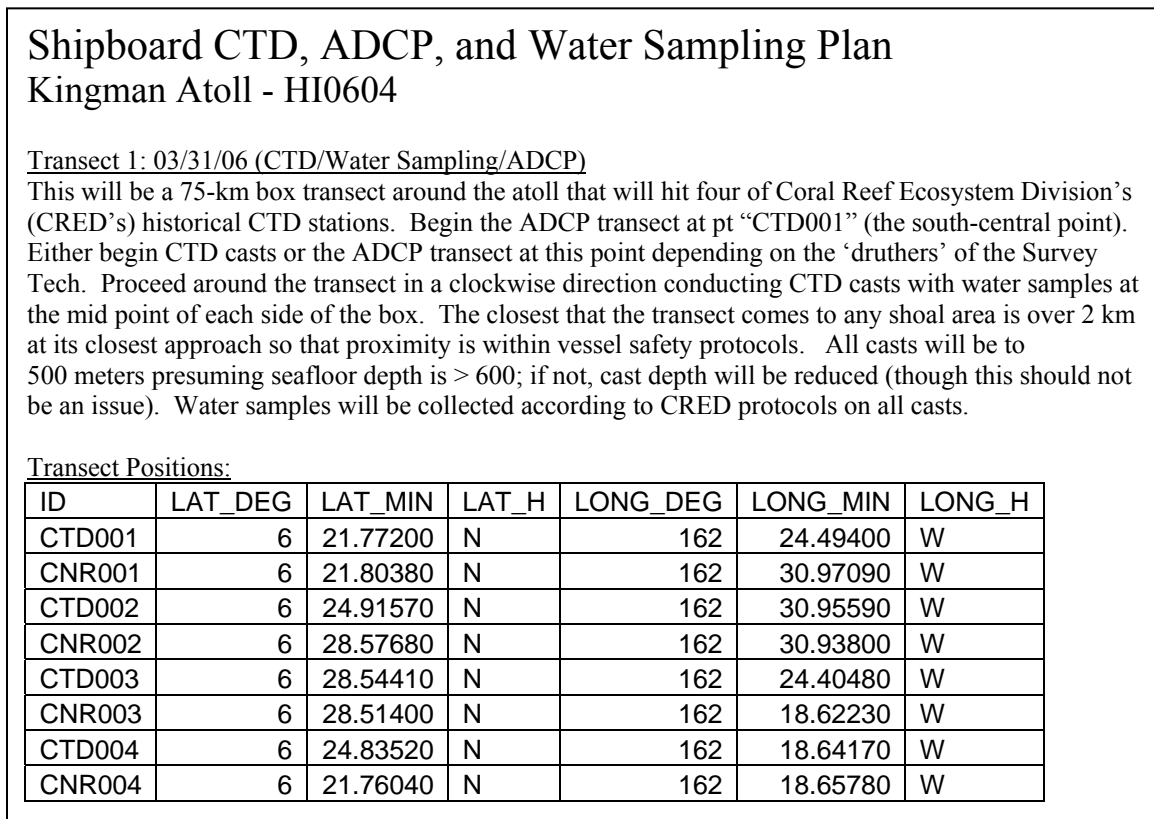 Shipboard CTD, ADCP, and Water Sampling Plan
Kingman Atoll - HI0604
Transect 1: 03/31/06 (CTD/Water Sampling/ADCP)
This will be a 75-km box transect around the atoll that will hit four of Coral Reef Ecosystem Division’s
(CRED’s) historical CTD stations.  Begin the ADCP transect at pt “CTD001” (the south-central point).
Either begin CTD casts or the ADCP transect at this point depending on the ‘druthers’ of the Survey
Tech.  Proceed around the transect in a clockwise direction conducting CTD casts with water samples at
the mid point of each side of the box.  The closest that the transect comes to any shoal area is over 2 km
at its closest approach so that proximity is within vessel safety protocols.   All casts will be to
500 meters presuming seafloor depth is > 600; if not, cast depth will be reduced (though this should not
be an issue).  Water samples will be collected according to CRED protocols on all casts.
Transect Positions:
ID LAT_DEG LAT_MIN LAT_H LONG_DEG LONG_MIN LONG_H
CTD001 6 21.77200 N 162 24.49400 W
CNR001 6 21.80380 N 162 30.97090 W
CTD002 6 24.91570 N 162 30.95590 W
CNR002 6 28.57680 N 162 30.93800 W
CTD003 6 28.54410 N 162 24.40480 W
CNR003 6 28.51400 N 162 18.62230 W
CTD004 6 24.83520 N 162 18.64170 W
CNR004 6 21.76040 N 162 18.65780 W